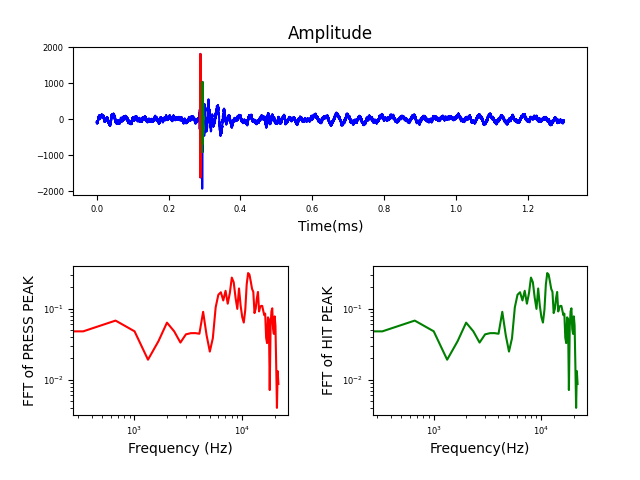 Amplitude
2000
1000
0
−1000
−2000
0.0 0.2 0.4 0.6 0.8 1.0 1.2
Time(ms)
FFT of PRESS PEAK
10⁻¹
10⁻²
10³ 10⁴
Frequency (Hz)
FFT of HIT PEAK
10⁻¹
10⁻²
10³ 10⁴
Frequency(Hz)